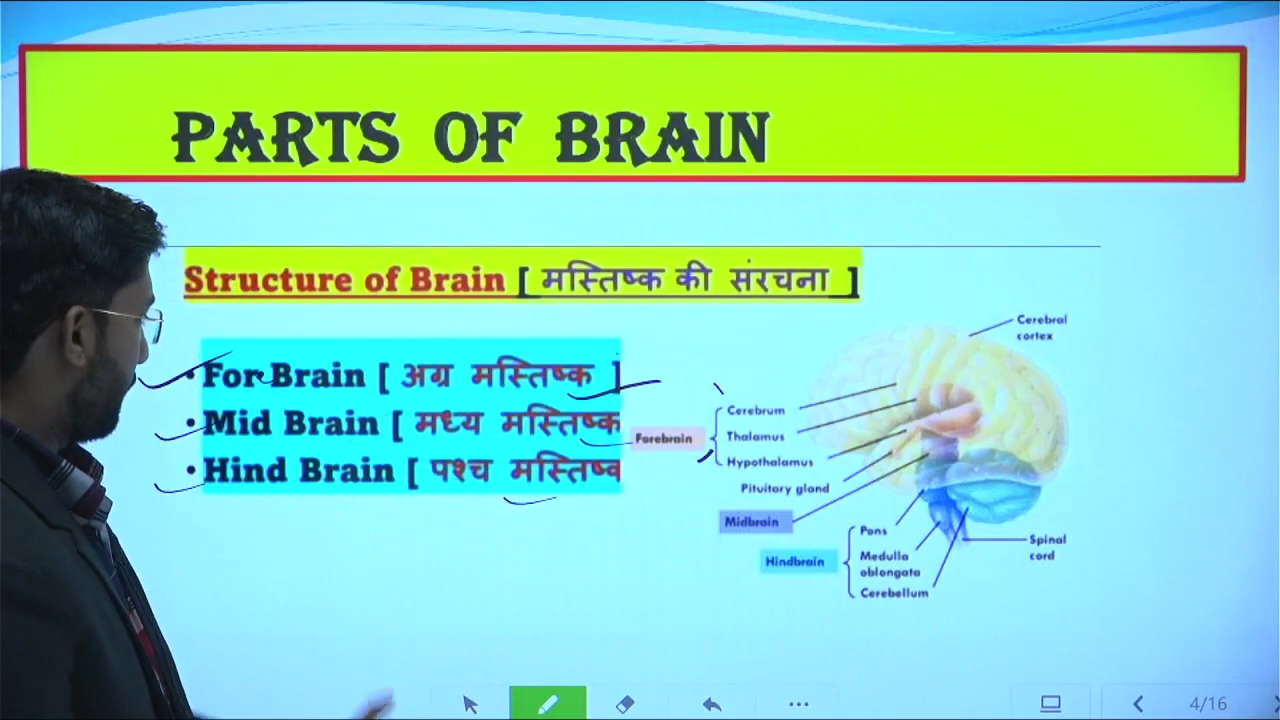 PARTS OF BRAIN
Structure of Brain [ मस्तिष्क की संरचना ]
• For Brain [ अग्र मस्तिष्क ]
• Mid Brain [ मध्य मस्तिष्क
• Hind Brain [ पश्च
Cerebral
cortex
Forebrain
Cerebrum
Thalamus
Hypothalamus
Pituitary gland
Midbrain
Hindbrain
Pons
Medulla
oblongata
Cerebellum
Spinal
cord
4/16